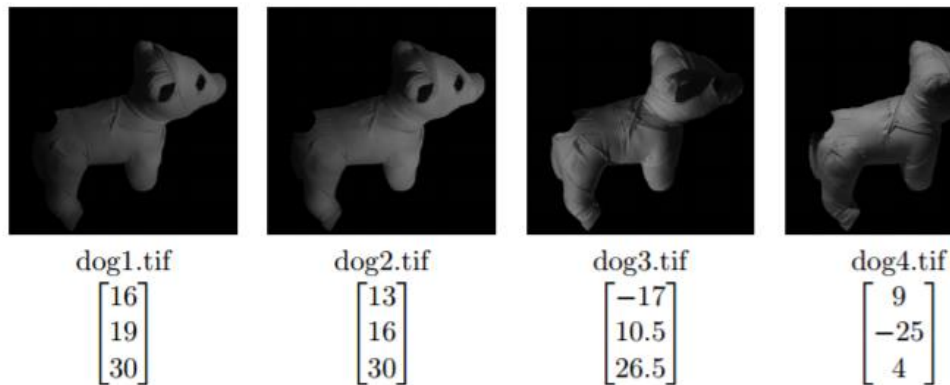 dog1.tif dog2.tif dog3.tif dog4.tif
[16] [13] [-17] [9]
[19] [16] [10.5] [-25]
[30] [30] [26.5] [4]